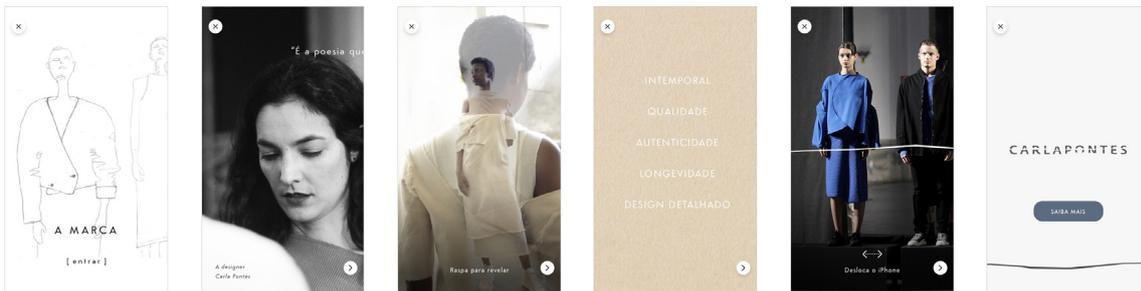 A MARCA
[ entrar ]
"É a poesia que
A designer
Carla Pontes
Raspa para revelar
INTEMPORAL
QUALIDADE
AUTENTICIDADE
LONGEVIDADE
DESIGN DETALHADO
Desloca o iPhone
CARLAPONTES
SAIBA MAIS